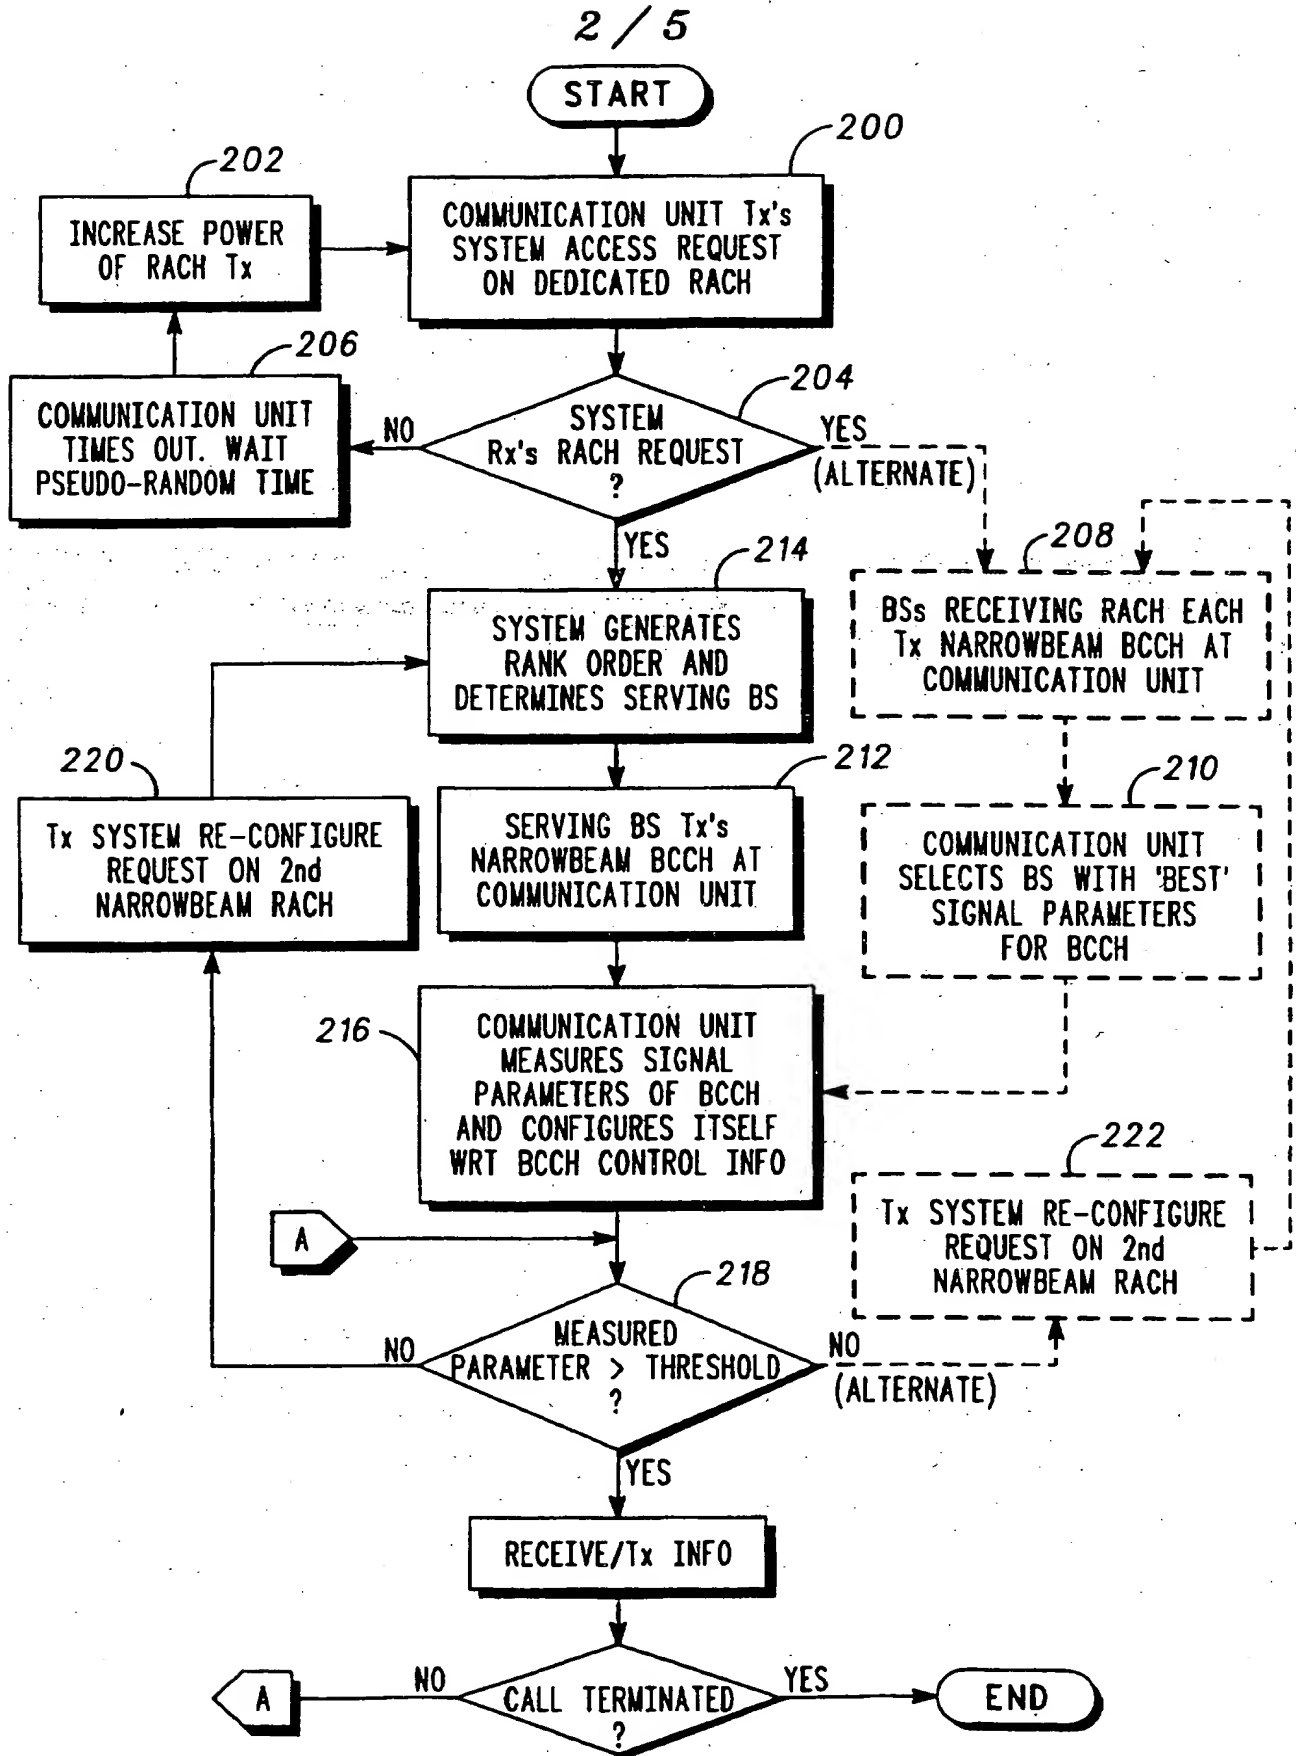 2 / 5
START
200
202
COMMUNICATION UNIT Tx's
SYSTEM ACCESS REQUEST
ON DEDICATED RACH
INCREASE POWER
OF RACH Tx
206
204
COMMUNICATION UNIT
TIMES OUT. WAIT
PSEUDO-RANDOM TIME
NO
SYSTEM
Rx's RACH REQUEST
?
YES
(ALTERNATE)
YES
214
208
SYSTEM GENERATES
RANK ORDER AND
DETERMINES SERVING BS
BSs RECEIVING RACH EACH
Tx NARROWBEAM BCCH AT
COMMUNICATION UNIT
220
212
210
Tx SYSTEM RE-CONFIGURE
REQUEST ON 2nd
NARROWBEAM RACH
SERVING BS Tx's
NARROWBEAM BCCH AT
COMMUNICATION UNIT
COMMUNICATION UNIT
SELECTS BS WITH 'BEST'
SIGNAL PARAMETERS
FOR BCCH
216
COMMUNICATION UNIT
MEASURES SIGNAL
PARAMETERS OF BCCH
AND CONFIGURES ITSELF
WRT BCCH CONTROL INFO
222
Tx SYSTEM RE-CONFIGURE
REQUEST ON 2nd
NARROWBEAM RACH
A
218
NO
MEASURED
PARAMETER > THRESHOLD
?
NO
(ALTERNATE)
YES
RECEIVE/Tx INFO
A
NO
CALL TERMINATED
?
YES
END